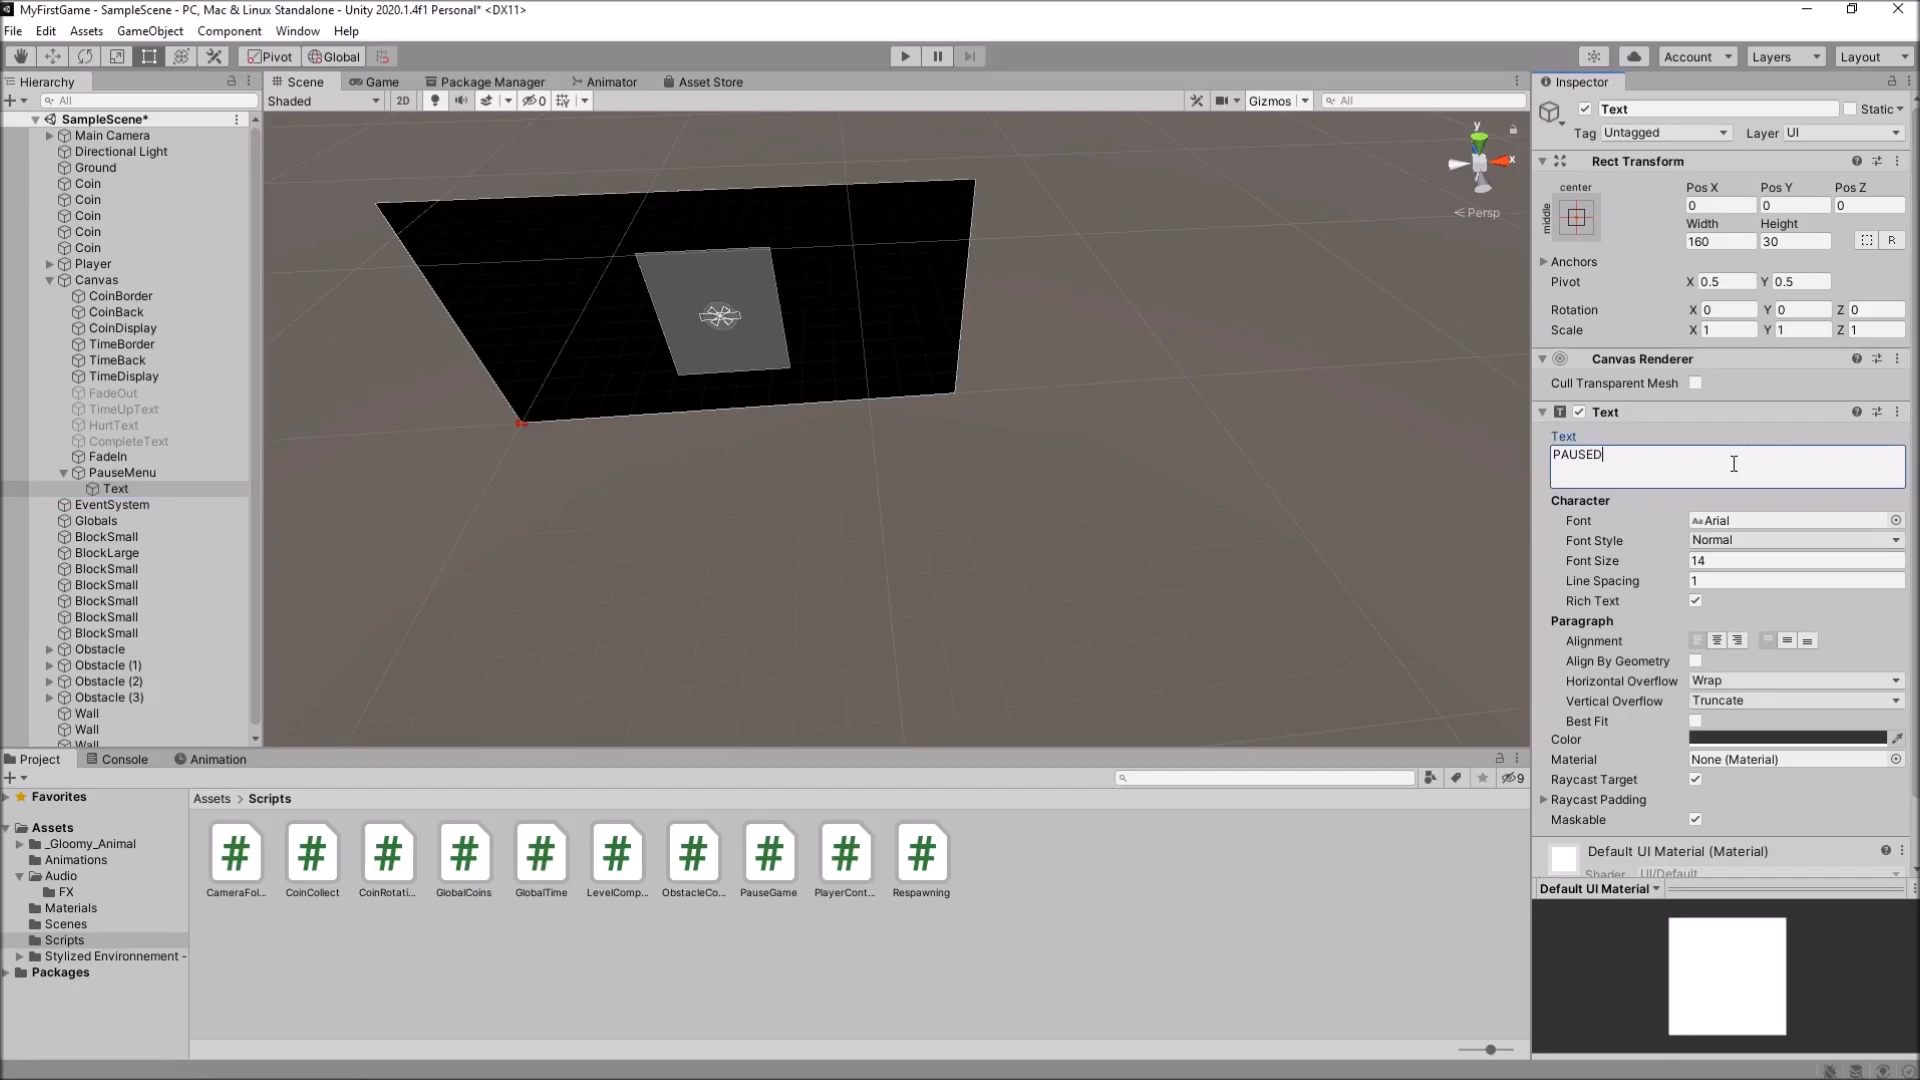 MyFirstGame - SampleScene - PC, Mac & Linux Standalone - Unity 2020.1.4f1 Personal* <DX11>
File Edit Assets GameObject Component Window Help
Pivot Global Account Layers Layout
Hierarchy
All
SampleScene*
Main Camera
Directional Light
Ground
Coin
Coin
Coin
Coin
Coin
Player
Canvas
CoinBorder
CoinBack
CoinDisplay
TimeBorder
TimeBack
TimeDisplay
FadeOut
TimeUpText
HurtText
CompleteText
FadeIn
PauseMenu
Text
EventSystem
Globals
BlockSmall
BlockLarge
BlockSmall
BlockSmall
BlockSmall
BlockSmall
BlockSmall
Obstacle
Obstacle (1)
Obstacle (2)
Obstacle (3)
Wall
Wall
Wall
Scene Game Package Manager Animator Asset Store
Shaded 2D 0 Gizmos All
y
x
< Persp
Inspector
Text Static
Tag Untagged Layer UI
Rect Transform
center
middle
Pos X Pos Y Pos Z
0 0 0
Width Height
160 30 R
Anchors
Pivot X 0.5 Y 0.5
Rotation X 0 Y 0 Z 0
Scale X 1 Y 1 Z 1
Canvas Renderer
Cull Transparent Mesh
Text
Text
PAUSED
Character
Font Aa Arial
Font Style Normal
Font Size 14
Line Spacing 1
Rich Text
Paragraph
Alignment
Align By Geometry
Horizontal Overflow Wrap
Vertical Overflow Truncate
Best Fit
Color
Material None (Material)
Raycast Target
Raycast Padding
Maskable
Default UI Material (Material)
Shader UI/Default
Default UI Material
Project Console Animation
9
Favorites
Assets
_Gloomy_Animal
Animations
Audio
FX
Materials
Scenes
Scripts
Stylized Environnement -
Packages
Assets > Scripts
CameraFol... CoinCollect CoinRotati... GlobalCoins GlobalTime LevelComp... ObstacleCo... PauseGame PlayerCont... Respawning